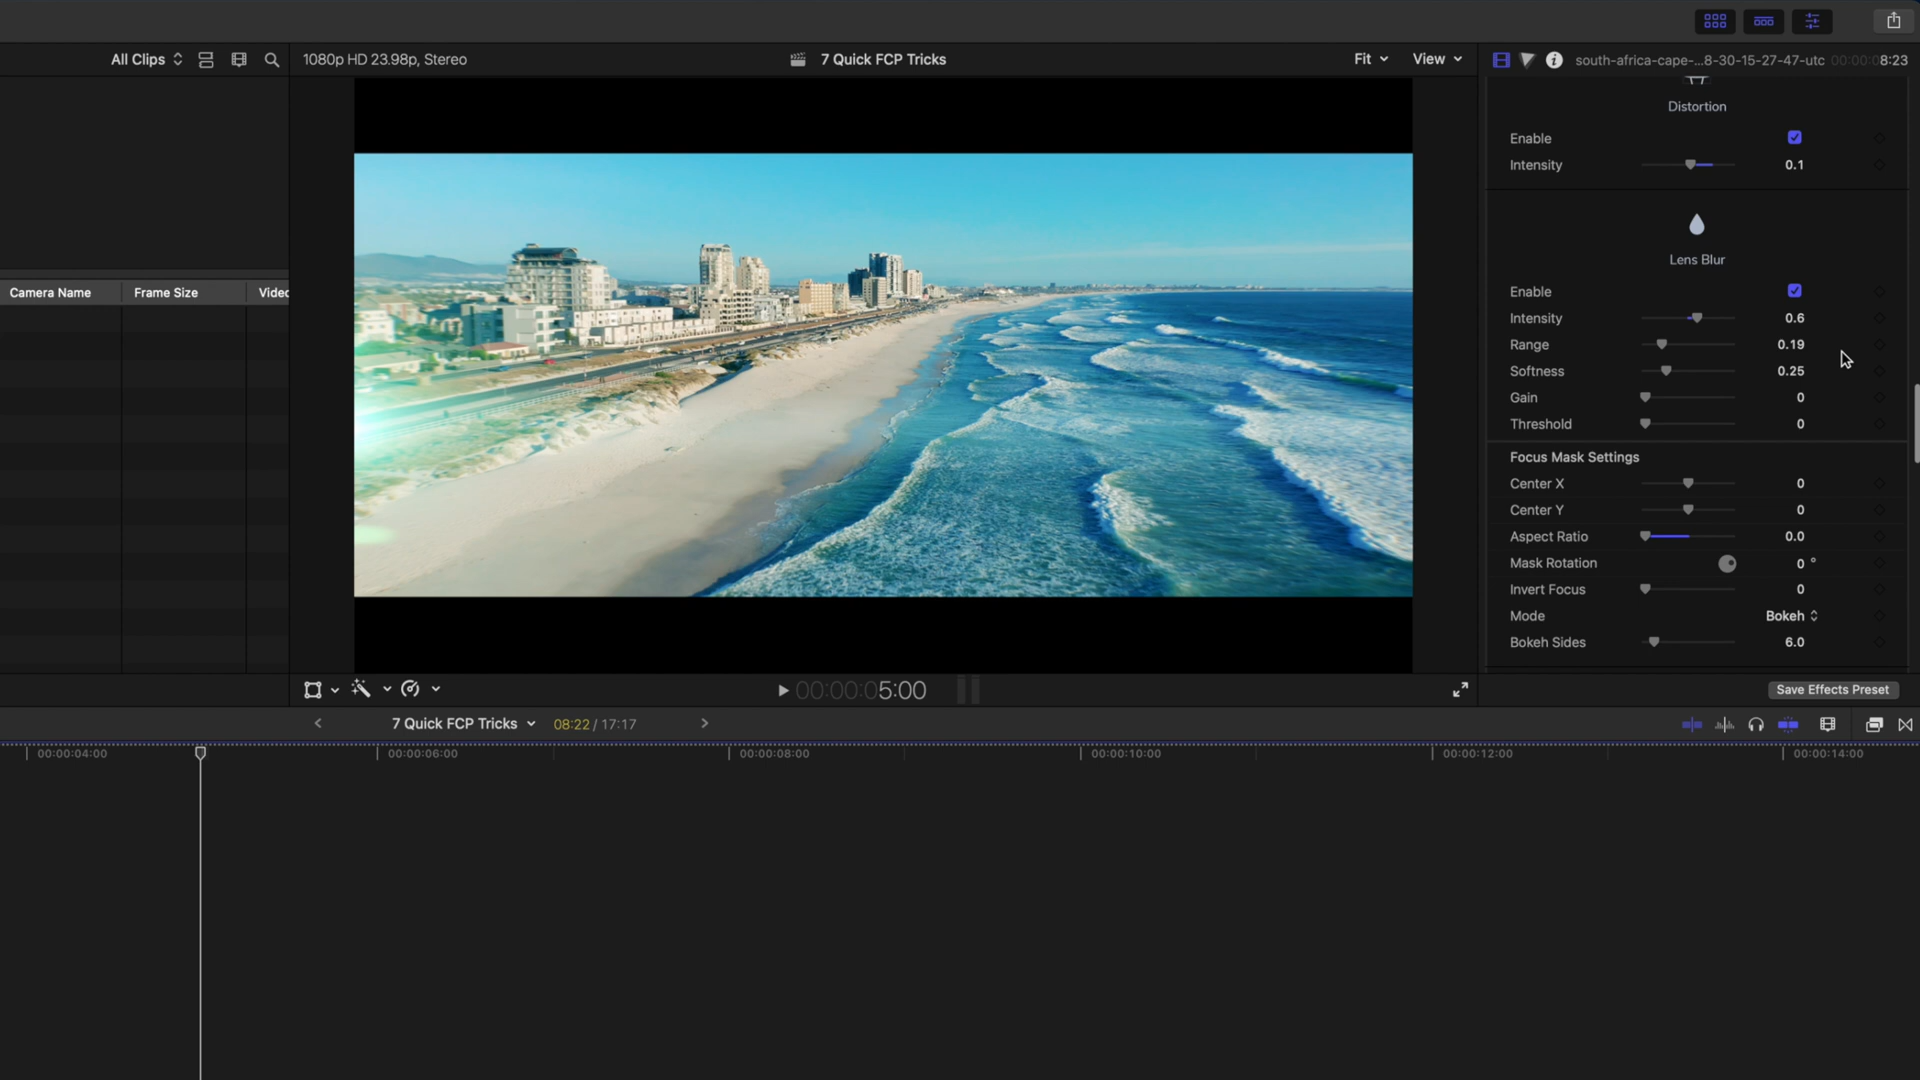 All Clips
1080p HD 23.98p, Stereo
7 Quick FCP Tricks
Fit
View
south-africa-cape-...8-30-15-27-47-utc
00:00:08:23
Distortion
Enable
Intensity 0.1
Lens Blur
Enable
Intensity 0.6
Range 0.19
Softness 0.25
Gain 0
Threshold 0
Focus Mask Settings
Center X 0
Center Y 0
Aspect Ratio 0.0
Mask Rotation 0 °
Invert Focus 0
Mode Bokeh
Bokeh Sides 6.0
Save Effects Preset
Camera Name
Frame Size
Video
00:00:05:00
7 Quick FCP Tricks
08:22 / 17:17
00:00:04:00
00:00:06:00
00:00:08:00
00:00:10:00
00:00:12:00
00:00:14:00